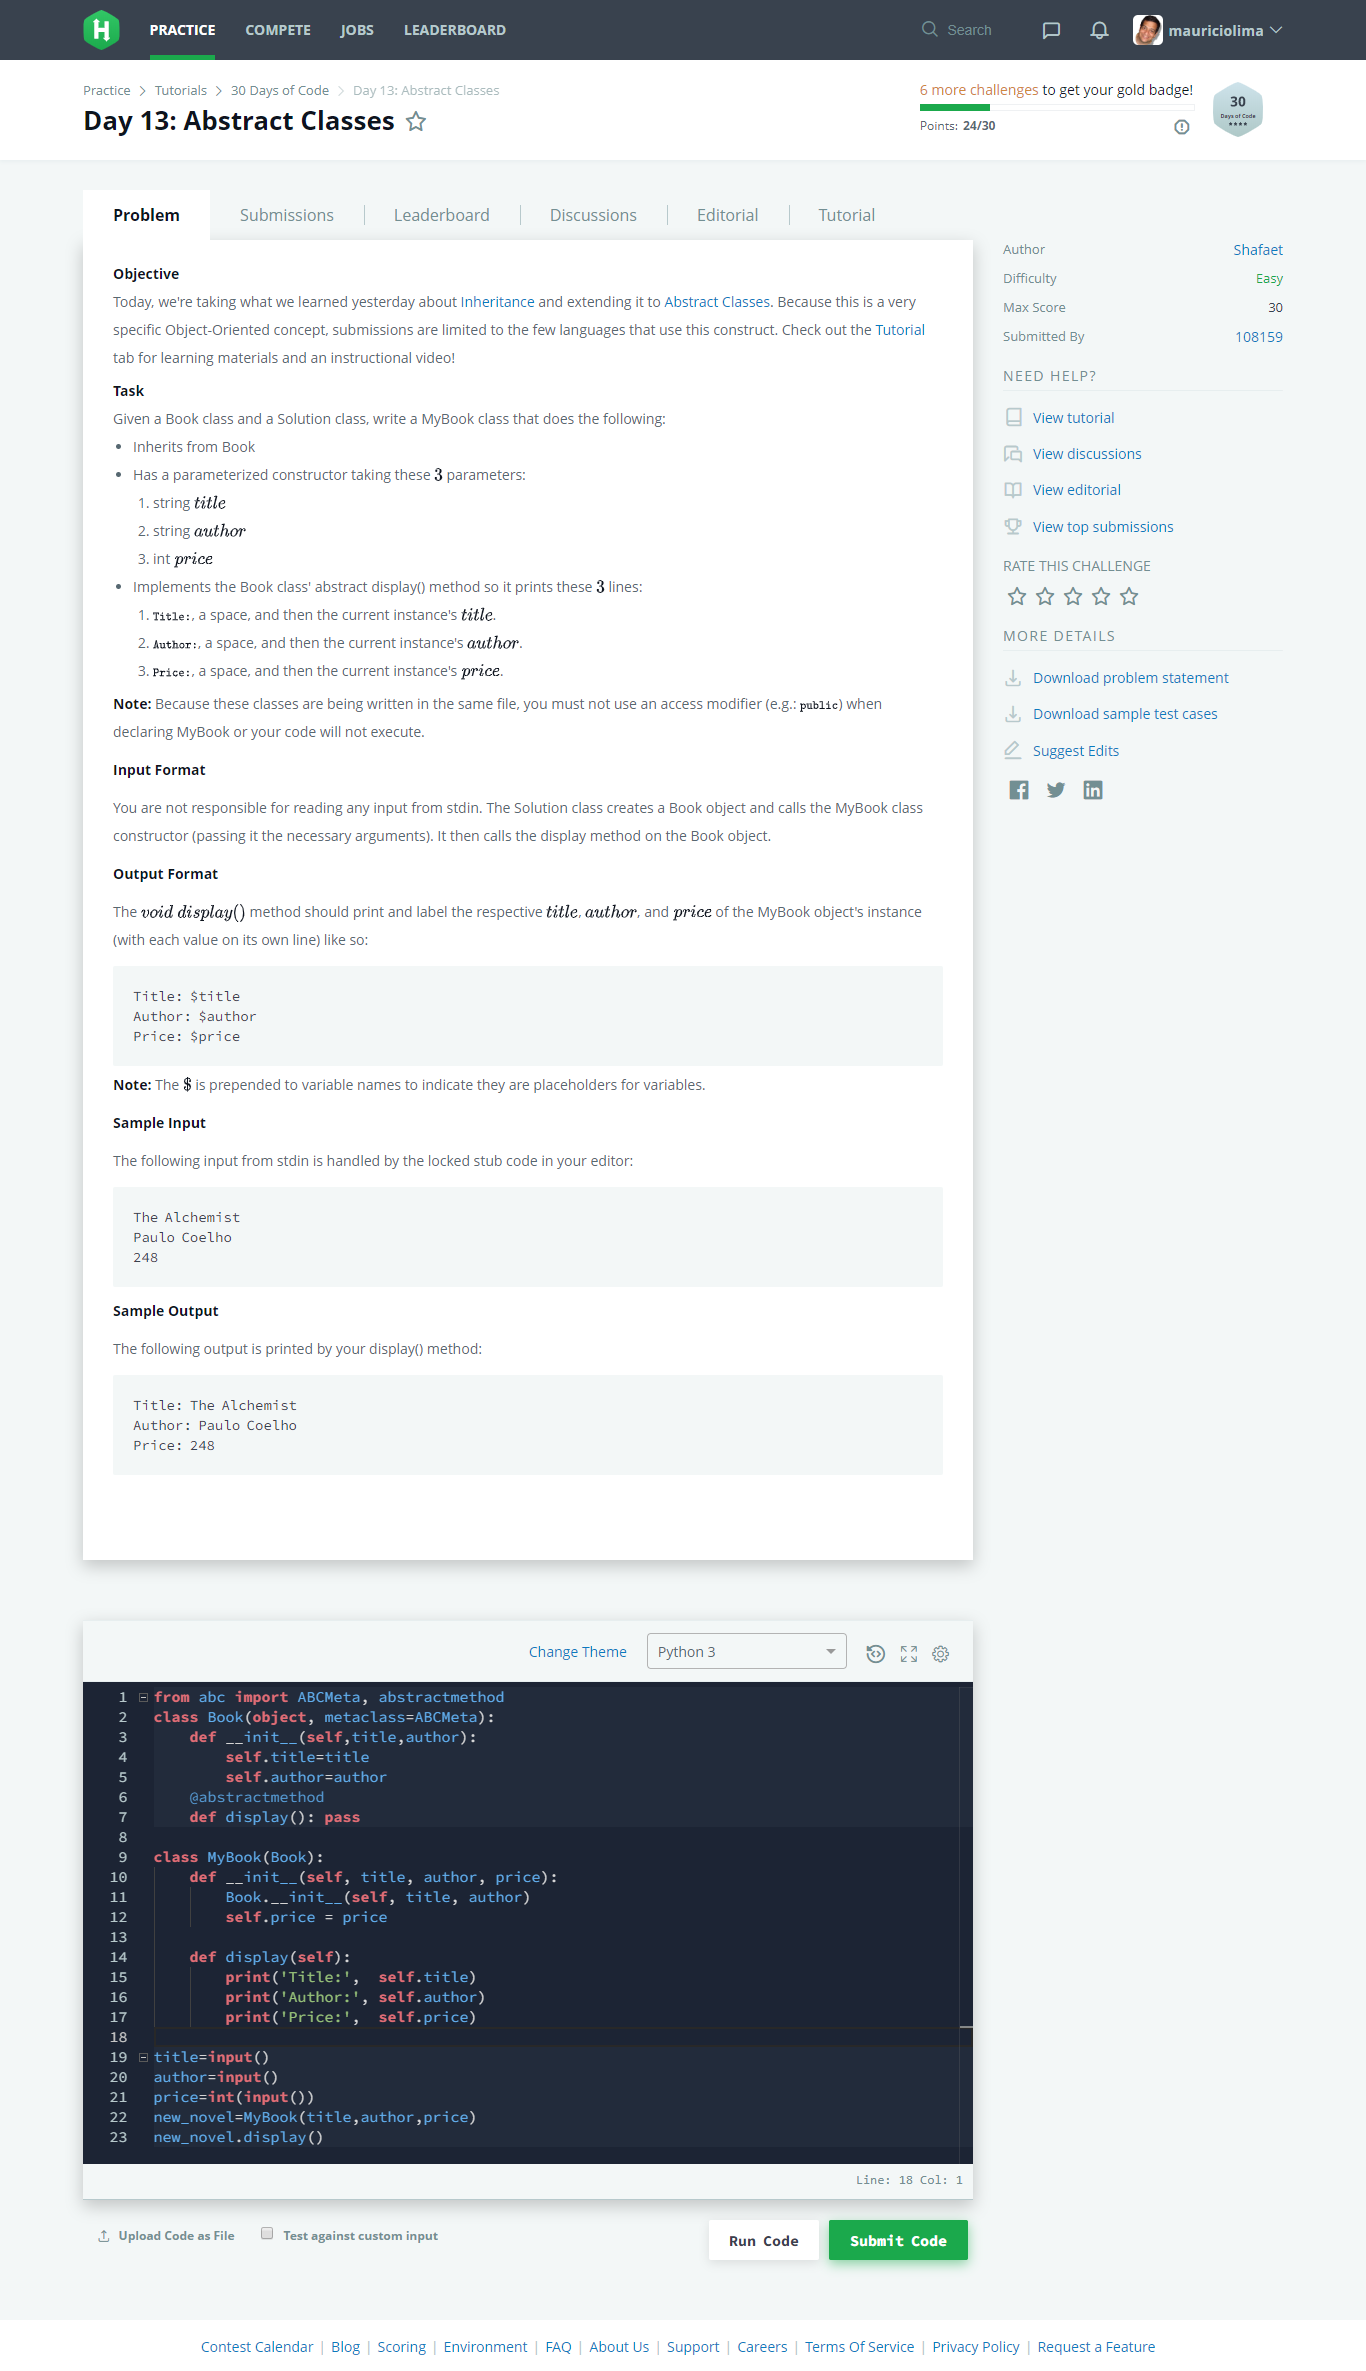 PRACTICE COMPETE JOBS LEADERBOARD Search mauriciolima
Practice > Tutorials > 30 Days of Code > Day 13: Abstract Classes
Day 13: Abstract Classes
6 more challenges to get your gold badge!
Points: 24/30
30
Days of Code
Problem Submissions Leaderboard Discussions Editorial Tutorial
Objective
Today, we're taking what we learned yesterday about Inheritance and extending it to Abstract Classes. Because this is a very
specific Object-Oriented concept, submissions are limited to the few languages that use this construct. Check out the Tutorial
tab for learning materials and an instructional video!
Task
Given a Book class and a Solution class, write a MyBook class that does the following:
• Inherits from Book
• Has a parameterized constructor taking these 3 parameters:
1. string title
2. string author
3. int price
• Implements the Book class' abstract display() method so it prints these 3 lines:
1. Title:, a space, and then the current instance's title.
2. Author:, a space, and then the current instance's author.
3. Price:, a space, and then the current instance's price.
Note: Because these classes are being written in the same file, you must not use an access modifier (e.g.: public) when
declaring MyBook or your code will not execute.
Input Format
You are not responsible for reading any input from stdin. The Solution class creates a Book object and calls the MyBook class
constructor (passing it the necessary arguments). It then calls the display method on the Book object.
Output Format
The void display() method should print and label the respective title, author, and price of the MyBook object's instance
(with each value on its own line) like so:
Title: $title
Author: $author
Price: $price
Note: The $ is prepended to variable names to indicate they are placeholders for variables.
Sample Input
The following input from stdin is handled by the locked stub code in your editor:
The Alchemist
Paulo Coelho
248
Sample Output
The following output is printed by your display() method:
Title: The Alchemist
Author: Paulo Coelho
Price: 248
Author Shafaet
Difficulty Easy
Max Score 30
Submitted By 108159
NEED HELP?
View tutorial
View discussions
View editorial
View top submissions
RATE THIS CHALLENGE
MORE DETAILS
Download problem statement
Download sample test cases
Suggest Edits
Change Theme Python 3
1 from abc import ABCMeta, abstractmethod
2 class Book(object, metaclass=ABCMeta):
3     def __init__(self,title,author):
4         self.title=title
5         self.author=author
6     @abstractmethod
7     def display(): pass
8
9 class MyBook(Book):
10     def __init__(self, title, author, price):
11         Book.__init__(self, title, author)
12         self.price = price
13
14     def display(self):
15         print('Title:',  self.title)
16         print('Author:', self.author)
17         print('Price:',  self.price)
18
19 title=input()
20 author=input()
21 price=int(input())
22 new_novel=MyBook(title,author,price)
23 new_novel.display()
Line: 18 Col: 1
Upload Code as File Test against custom input Run Code Submit Code
Contest Calendar | Blog | Scoring | Environment | FAQ | About Us | Support | Careers | Terms Of Service | Privacy Policy | Request a Feature